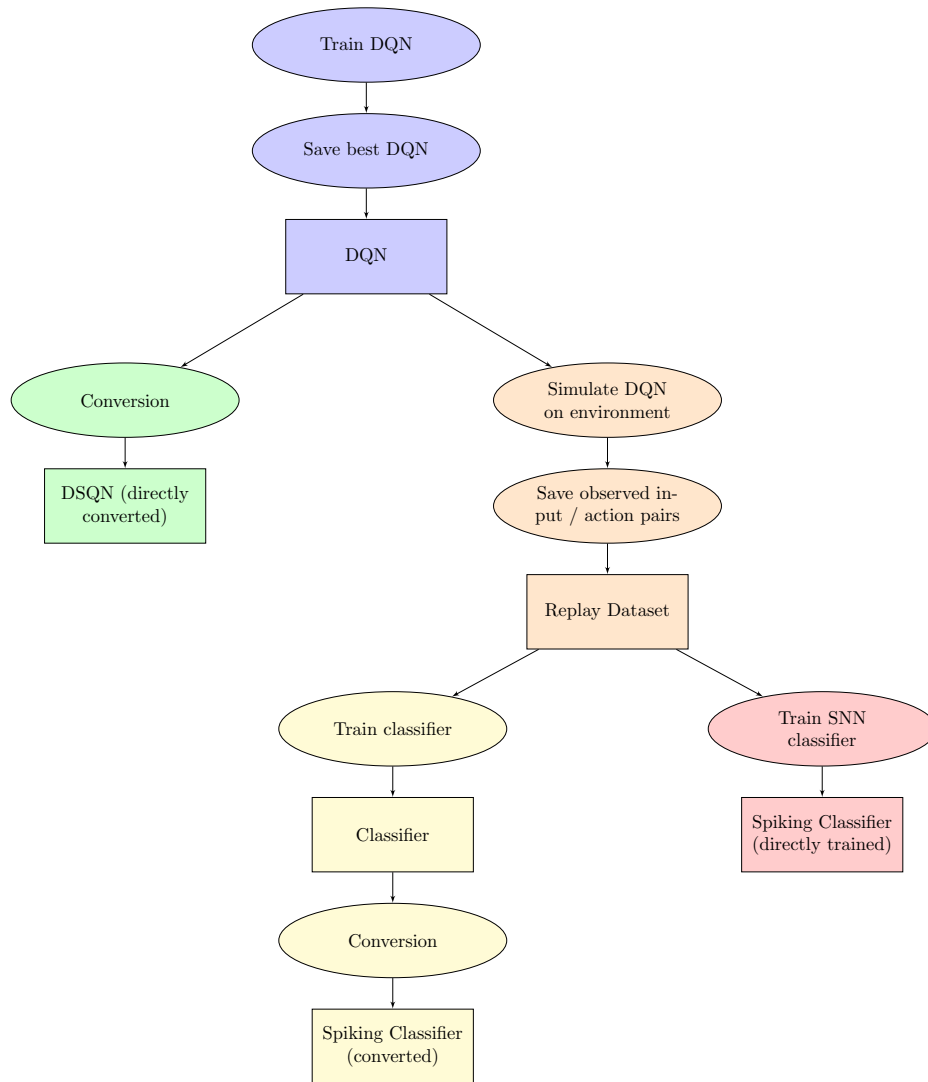 Train DQN
Save best DQN
DQN
Conversion
Simulate DQN
on environment
DSQN (directly
converted)
Save observed in-
put / action pairs
Replay Dataset
Train classifier
Train SNN
classifier
Classifier
Spiking Classifier
(directly trained)
Conversion
Spiking Classifier
(converted)